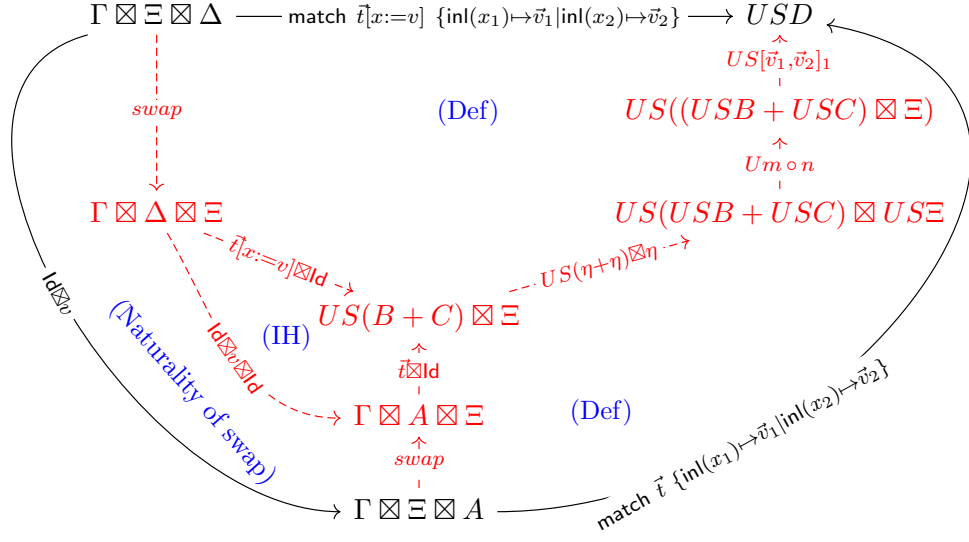 Γ ⊠ Ξ ⊠ Δ
match t⃗[x:=v] {inl(x₁)↦v⃗₁|inl(x₂)↦v⃗₂}
USD
US[v⃗₁,v⃗₂]₁
swap
(Def)
US((USB + USC) ⊠ Ξ)
Um ∘ n
Γ ⊠ Δ ⊠ Ξ
US(USB + USC) ⊠ USΞ
t⃗[x:=v]⊠Id
US(η+η)⊠η
Id⊠v
US(B + C) ⊠ Ξ
(IH)
(Naturality of swap)
Id⊠v⊠Id
t⃗⊠Id
Γ ⊠ A ⊠ Ξ
(Def)
swap
match t⃗ {inl(x₁)↦v⃗₁|inl(x₂)↦v⃗₂}
Γ ⊠ Ξ ⊠ A